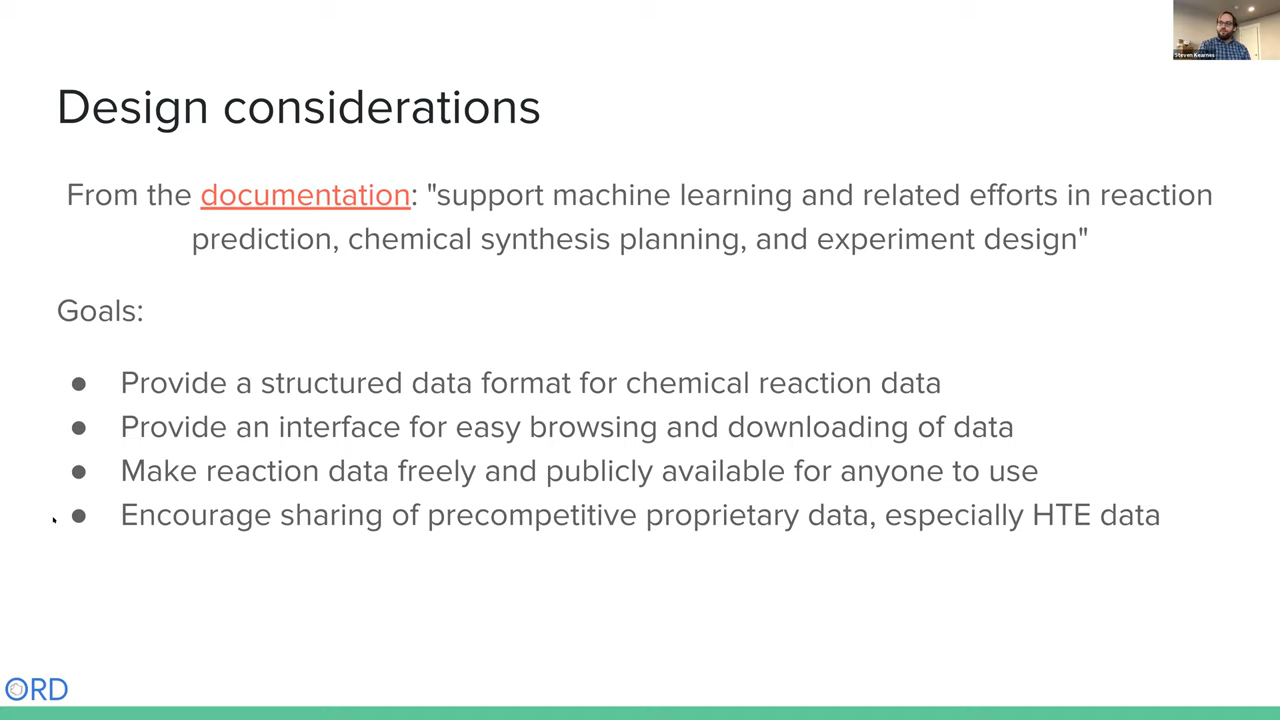 Steven Kearnes
Design considerations
From the documentation: "support machine learning and related efforts in reaction
prediction, chemical synthesis planning, and experiment design"
Goals:
● Provide a structured data format for chemical reaction data
● Provide an interface for easy browsing and downloading of data
● Make reaction data freely and publicly available for anyone to use
● Encourage sharing of precompetitive proprietary data, especially HTE data
ORD